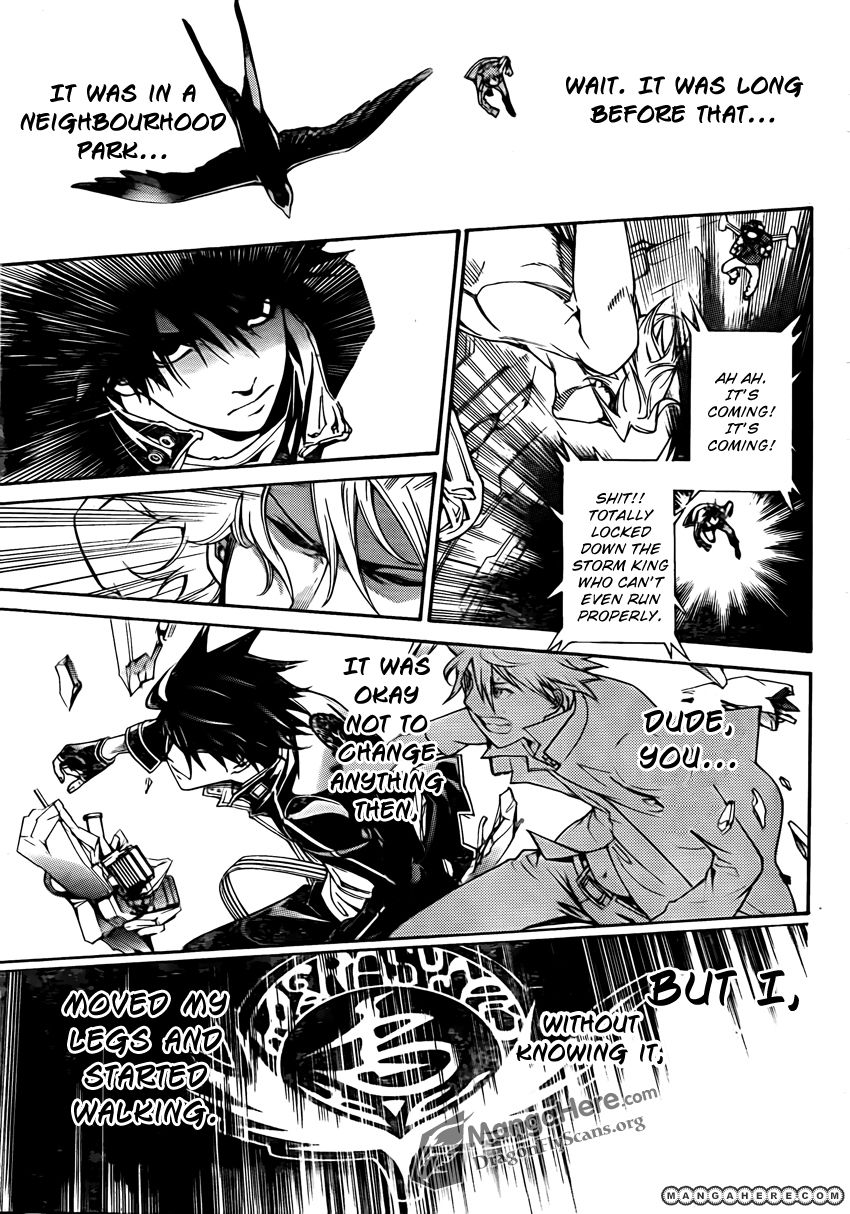 WAIT. IT WAS LONG
BEFORE THAT...
IT WAS IN A
NEIGHBOURHOOD
PARK...
AH AH.
IT'S
COMING!
IT'S
COMING!
SHIT!!
TOTALLY
LOCKED
DOWN THE
STORM KING
WHO CAN'T
EVEN RUN
PROPERLY.
DUDE,
YOU...
IT WAS
OKAY
NOT TO
CHANGE
ANYTHING
THEN,
BUT I,
WITHOUT
KNOWING IT,
MOVED MY
LEGS AND
STARTED
WALKING.
MangaHere.com
DragonFlyScans.org
MANGAHERE.COM